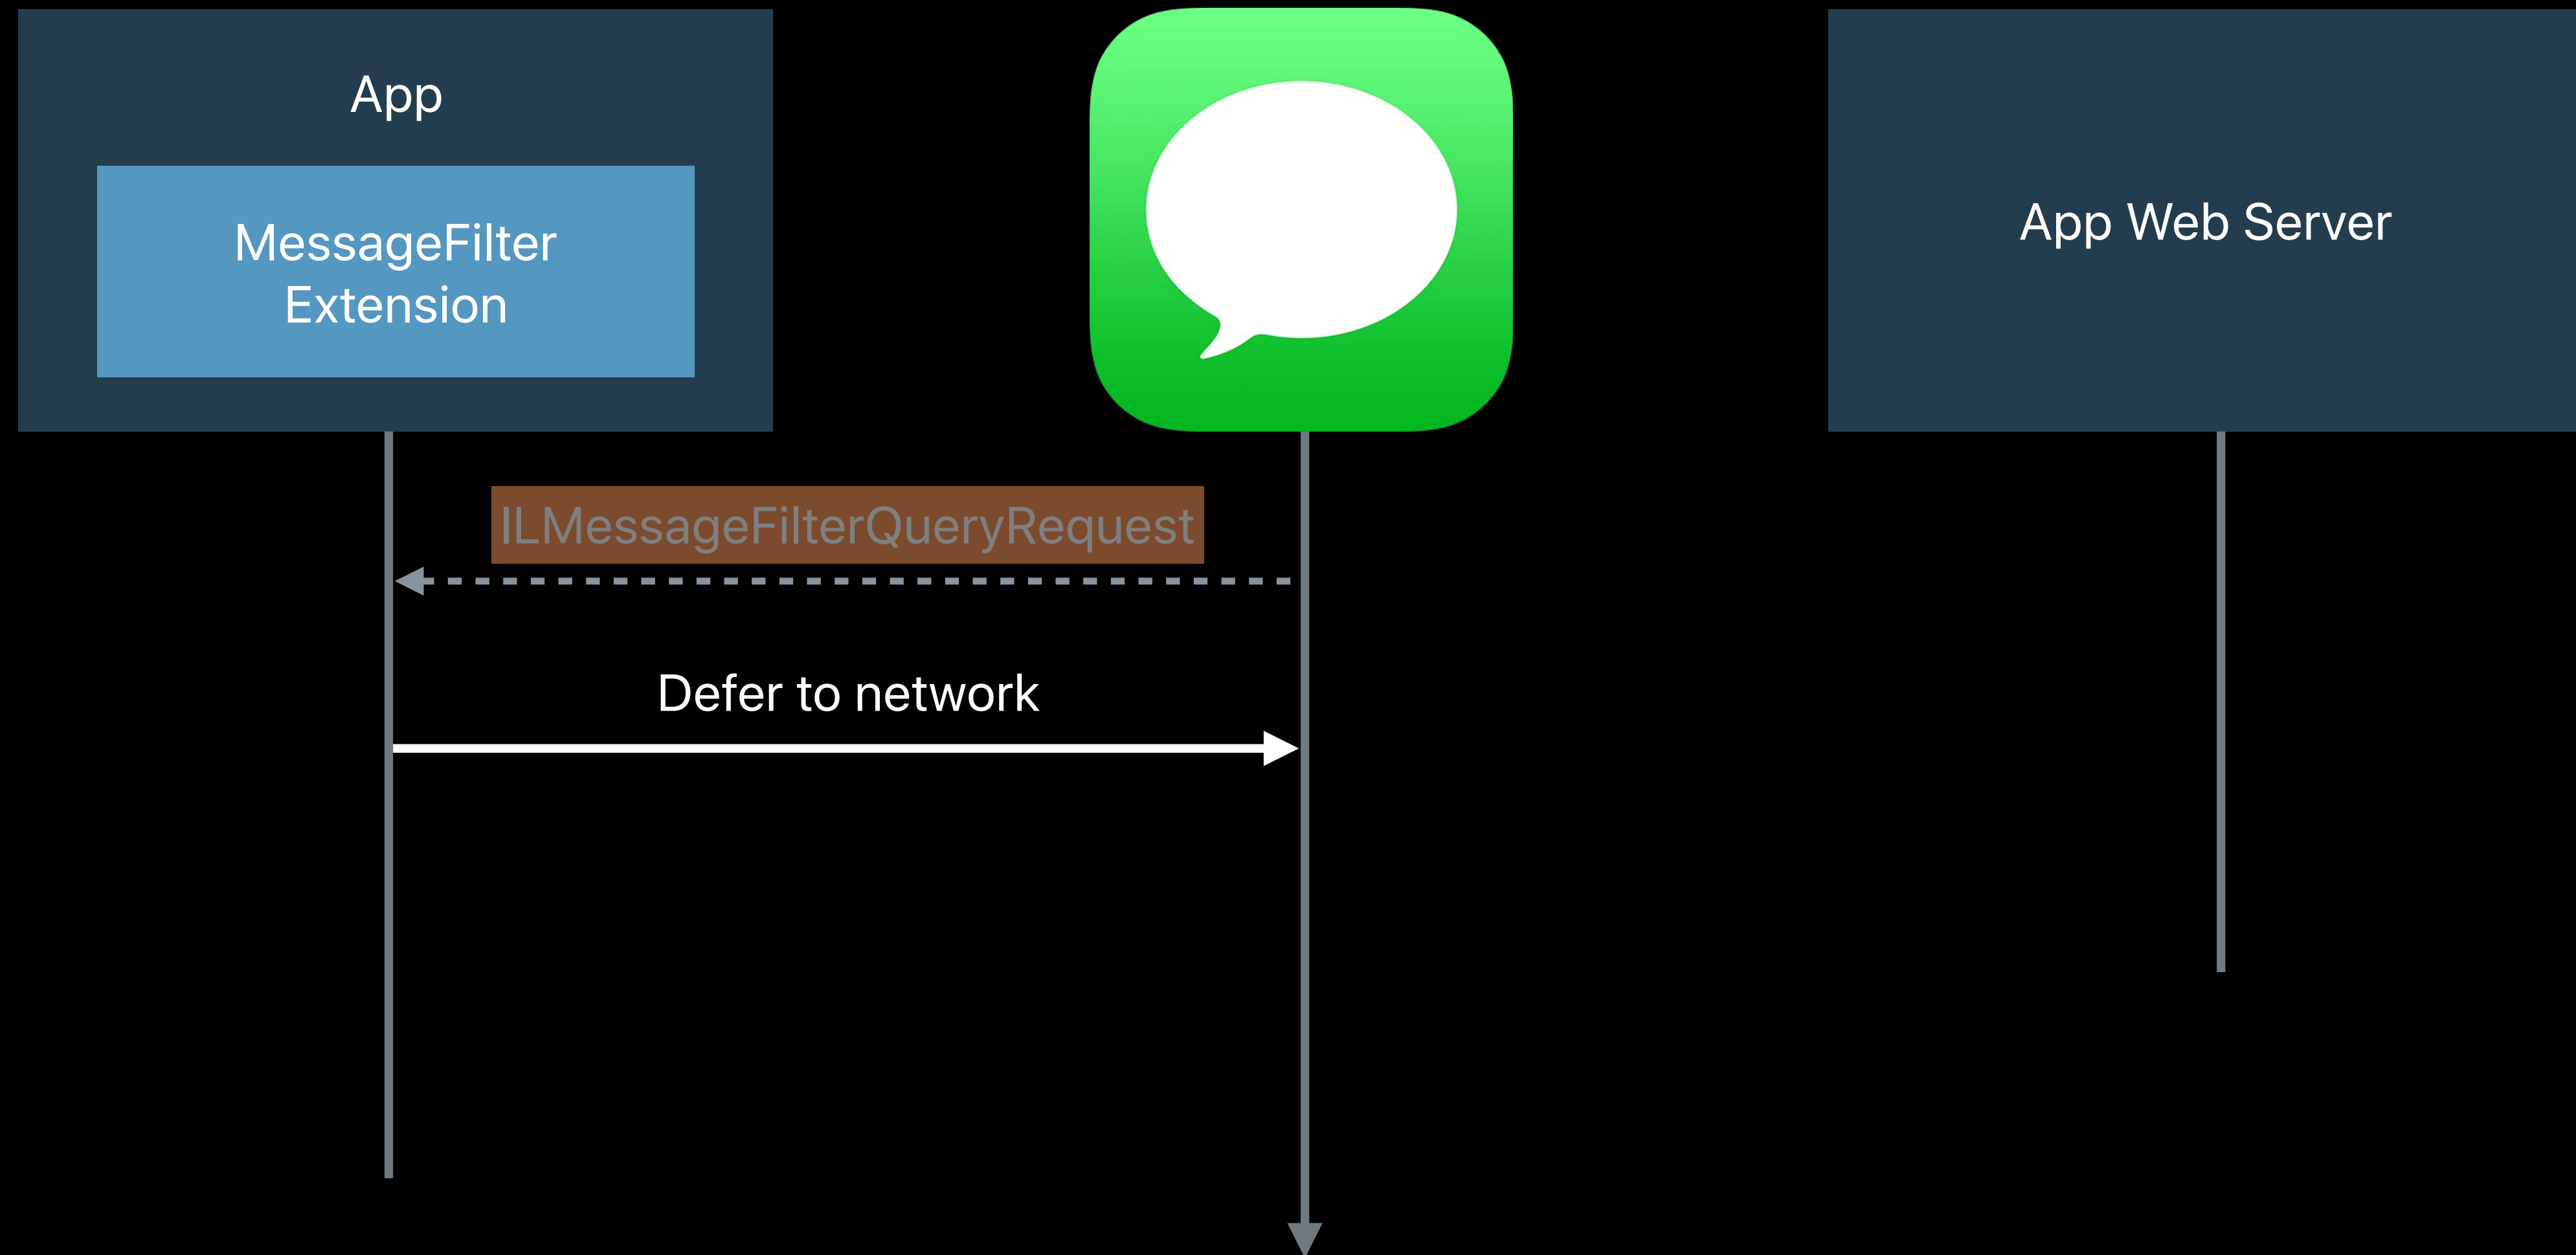 App
MessageFilter
Extension
App Web Server
ILMessageFilterQueryRequest
Defer to network